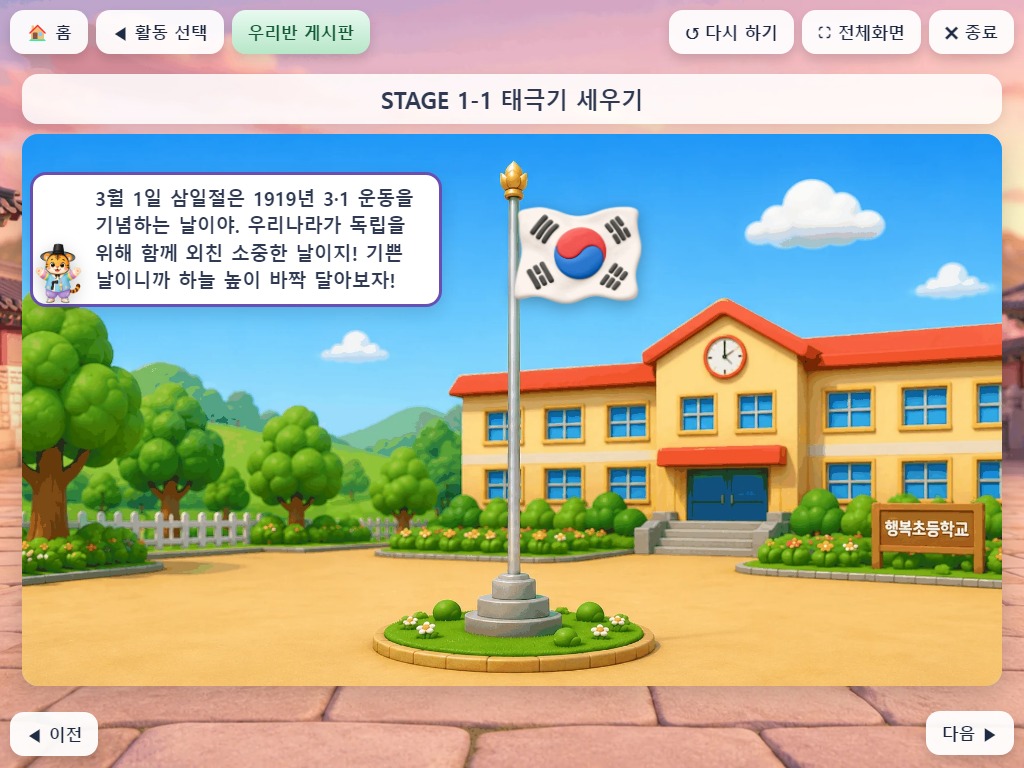 홈
활동 선택
우리반 게시판
다시 하기
전체화면
종료
STAGE 1-1 태극기 세우기
3월 1일 삼일절은 1919년 3·1 운동을
기념하는 날이야. 우리나라가 독립을
위해 함께 외친 소중한 날이지! 기쁜
날이니까 하늘 높이 바짝 달아보자!
행복초등학교
이전
다음